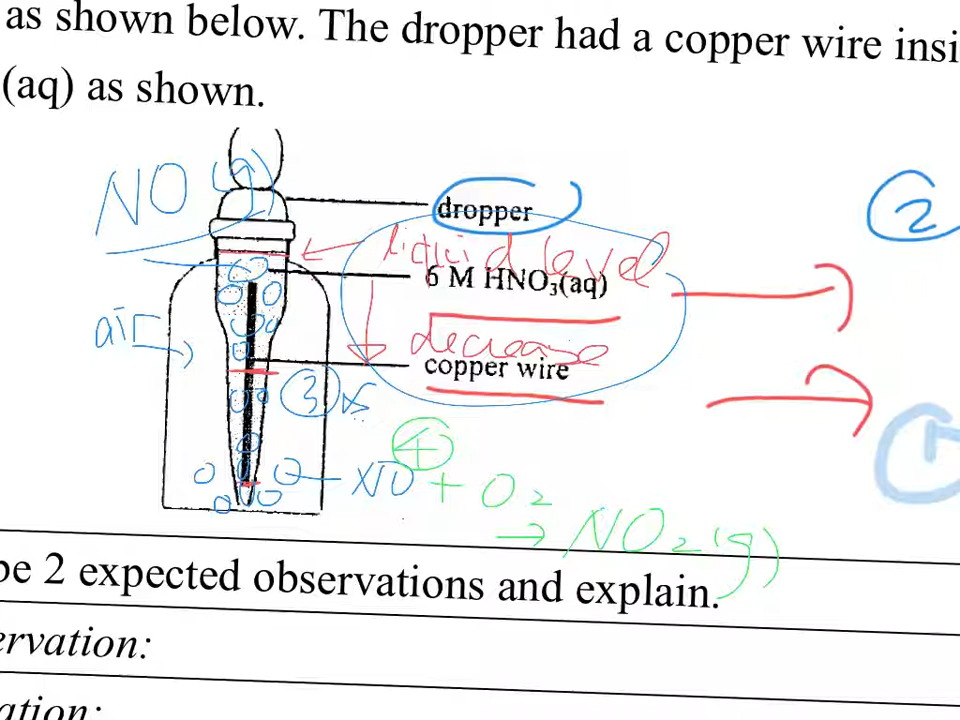 as shown below. The dropper had a copper wire insi
(aq) as shown.
NO (g)
dropper
2
liquid level
6 M HNO₃(aq)
air
decrease
copper wire
3
4
NO + O₂
→ NO₂(g)
be 2 expected observations and explain.
ervation:
ation: